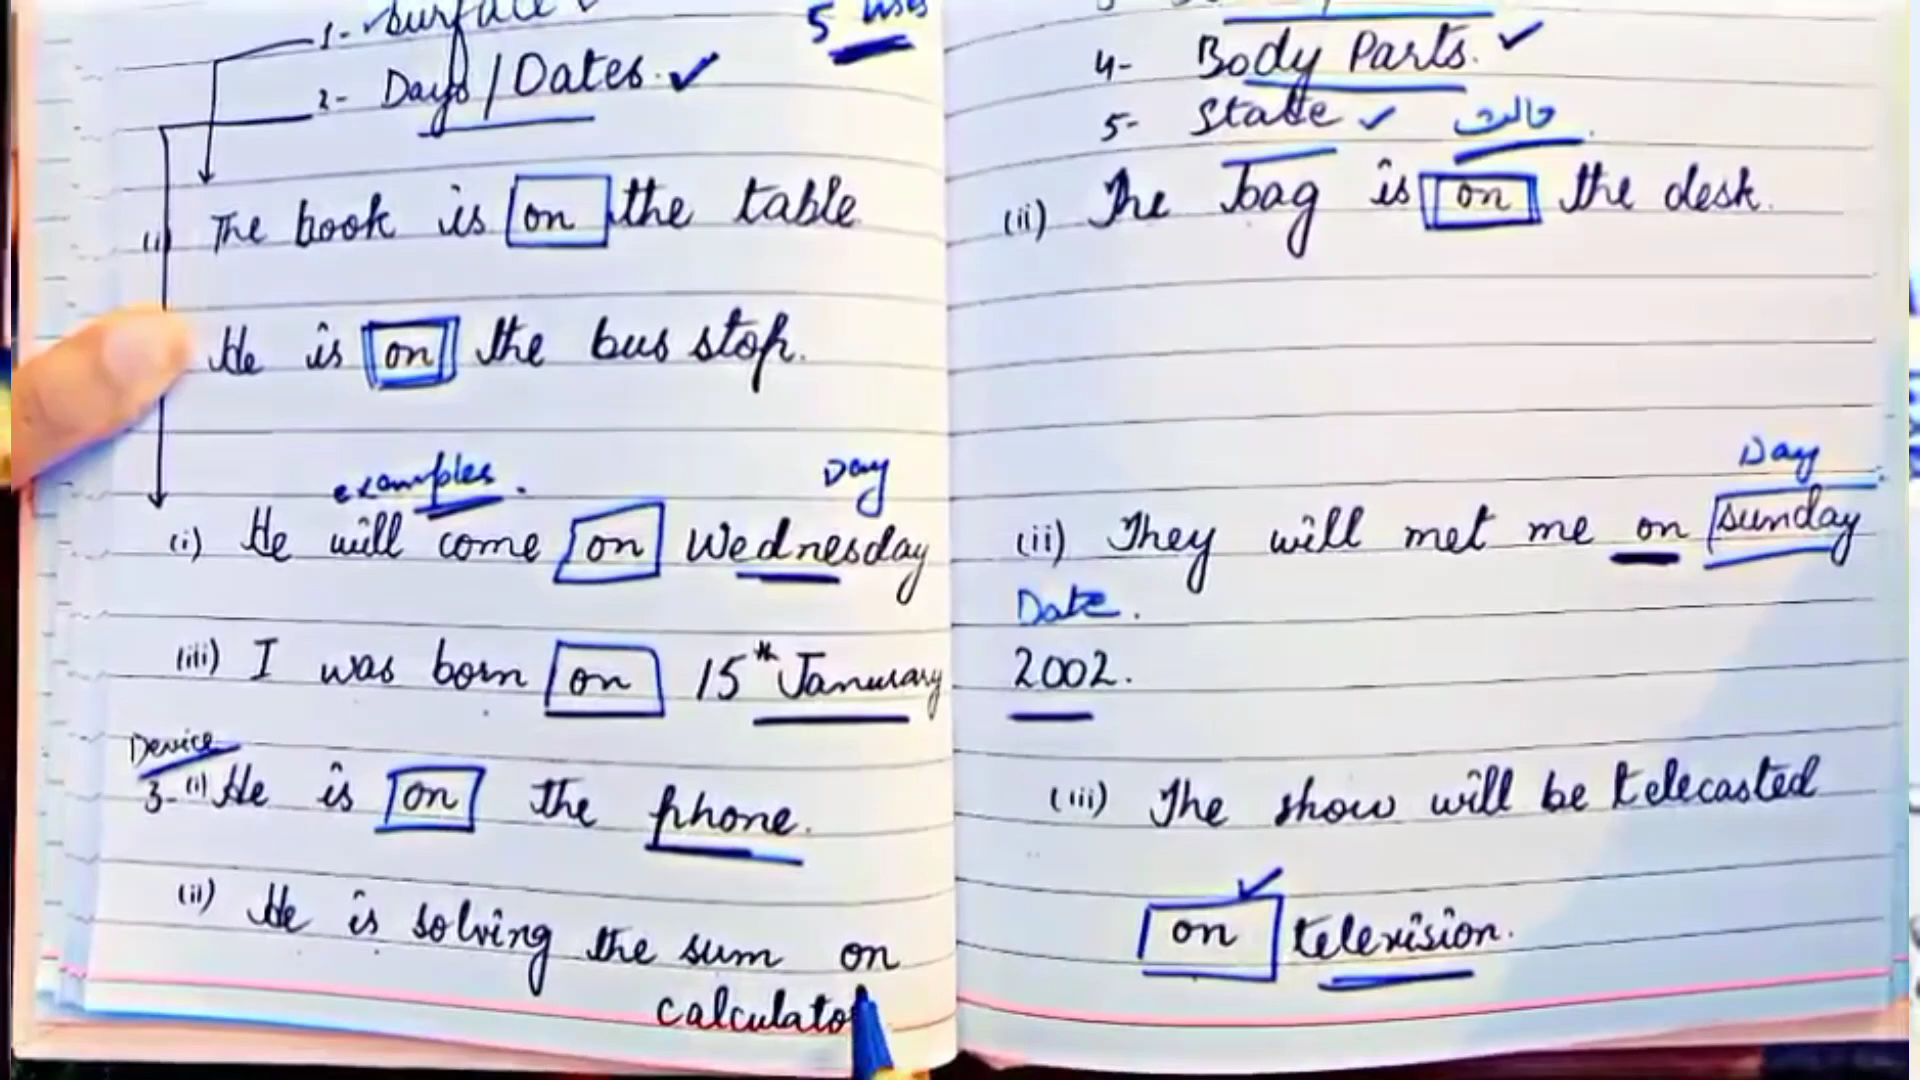 1- Surface
5 uses
2- Days/Dates.
The book is on the table
He is on the bus stop.
examples.
Day
(i) He will come on Wednesday
(iii) I was born on 15th January
Device
3-(i) He is on the phone.
(ii) He is solving the sum on
calculato
4- Body Parts.
5- State حالت
(ii) The bag is on the desk.
Day
(ii) They will met me on sunday
Date.
2002.
(iii) The show will be telecasted
on television.